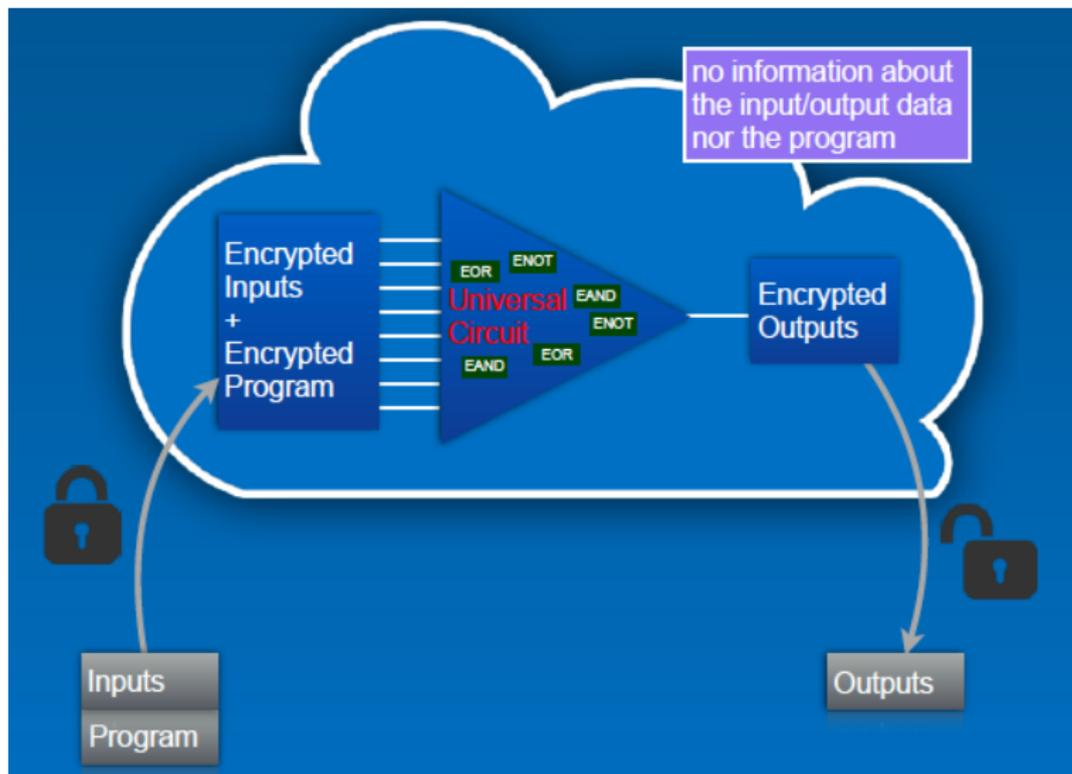 no information about
the input/output data
nor the program
Encrypted
Inputs
+
Encrypted
Program
EOR
ENOT
Universal
EAND
Circuit
ENOT
EAND
EOR
Encrypted
Outputs
Inputs
Program
Outputs